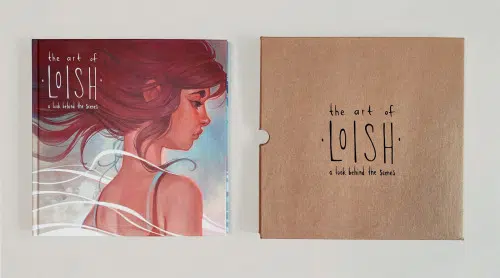 the art of
·LOISH·
a look behind the scenes
the art of
·LOISH·
a look behind the scenes